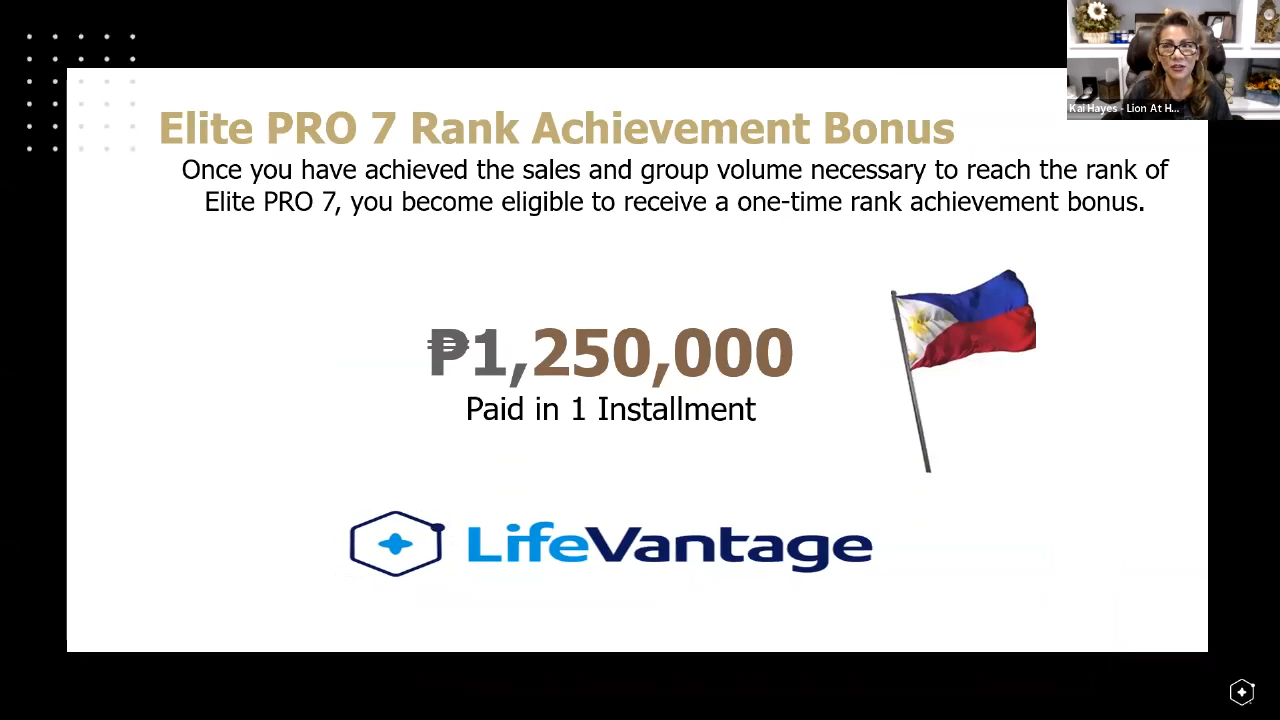 Kai Hayes - Lion At H...
Elite PRO 7 Rank Achievement Bonus
Once you have achieved the sales and group volume necessary to reach the rank of
Elite PRO 7, you become eligible to receive a one-time rank achievement bonus.
₱1,250,000
Paid in 1 Installment
LifeVantage